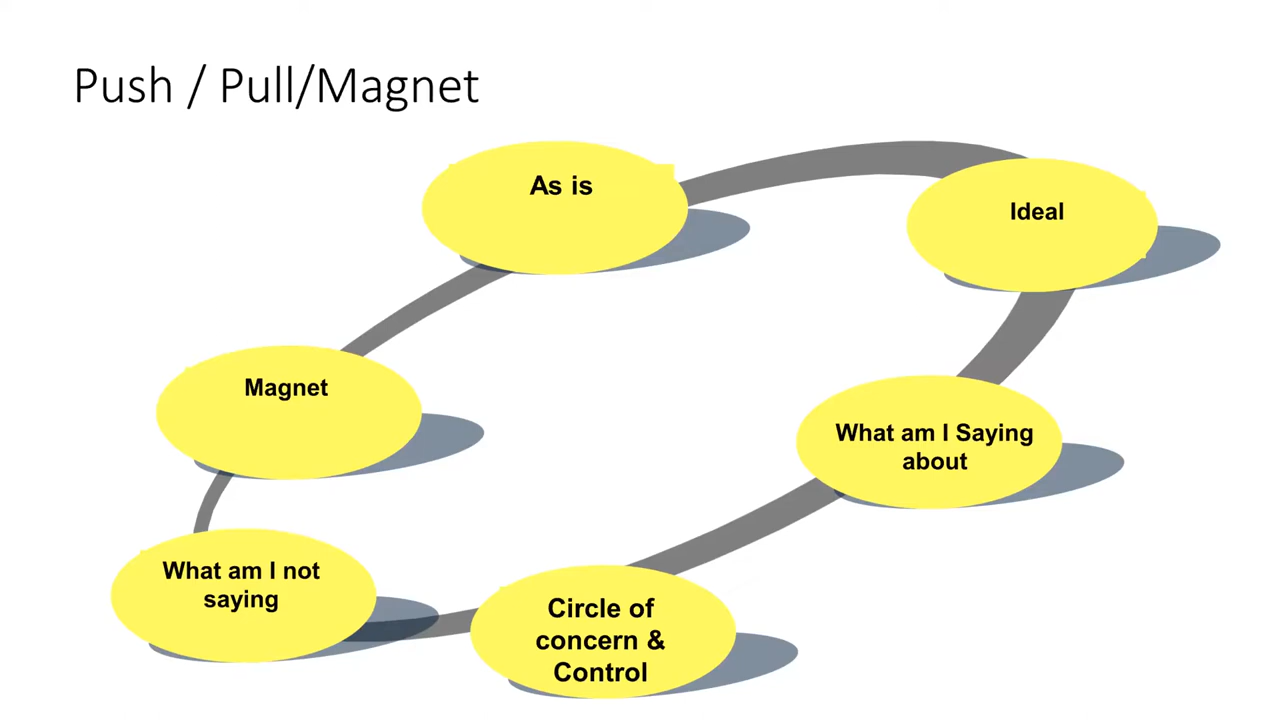 Push / Pull/Magnet
As is
Ideal
Magnet
What am I Saying
about
What am I not
saying
Circle of
concern &
Control